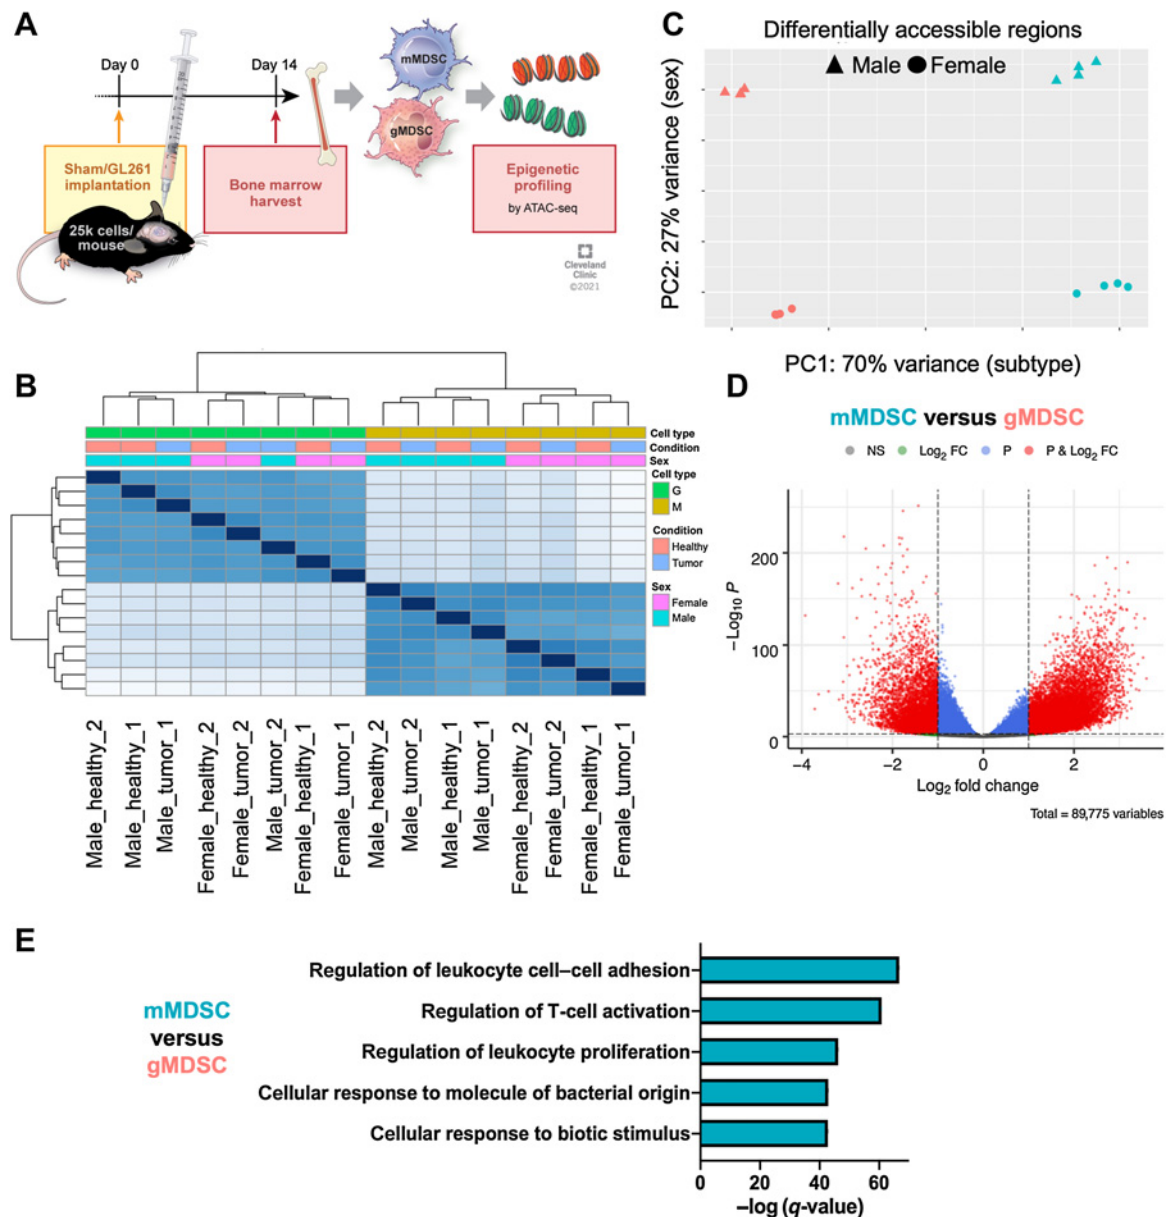 A
Day 0
Day 14
Sham/GL261
implantation
Bone marrow
harvest
25k cells/
mouse
mMDSC
gMDSC
Epigenetic
profiling
by ATAC-seq
Cleveland
Clinic
©2021
C
Differentially accessible regions
Male Female
PC2: 27% variance (sex)
PC1: 70% variance (subtype)
B
Cell type
Condition
Sex
Cell type
G
M
Condition
Healthy
Tumor
Sex
Female
Male
Male_healthy_2
Male_healthy_1
Male_tumor_1
Female_healthy_2
Female_tumor_2
Male_tumor_2
Female_healthy_1
Female_tumor_1
Male_healthy_2
Male_tumor_2
Male_healthy_1
Male_tumor_1
Female_healthy_2
Female_tumor_2
Female_healthy_1
Female_tumor_1
D
mMDSC versus gMDSC
NS Log₂ FC P P & Log₂ FC
–Log₁₀ P
200
100
0
–4 –2 0 2
Log₂ fold change
Total = 89,775 variables
E
mMDSC
versus
gMDSC
Regulation of leukocyte cell–cell adhesion
Regulation of T-cell activation
Regulation of leukocyte proliferation
Cellular response to molecule of bacterial origin
Cellular response to biotic stimulus
0 20 40 60
–log (q-value)